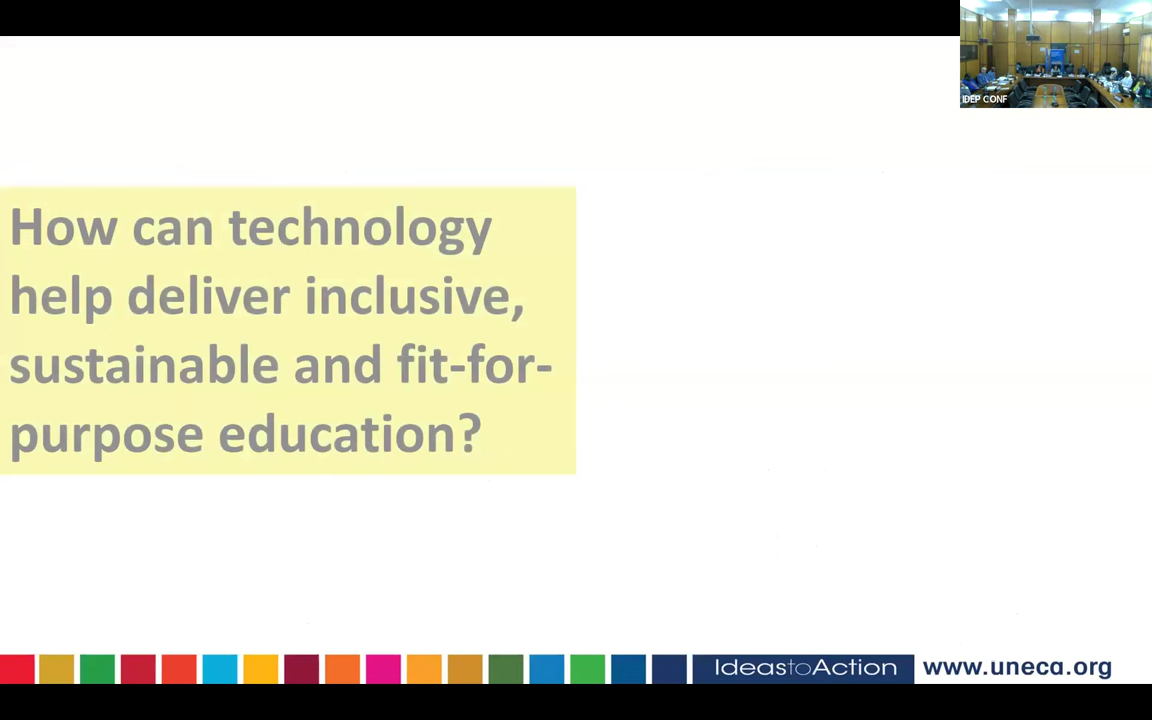 IDEP CONF
How can technology
help deliver inclusive,
sustainable and fit-for-
purpose education?
IdeastoAction www.uneca.org